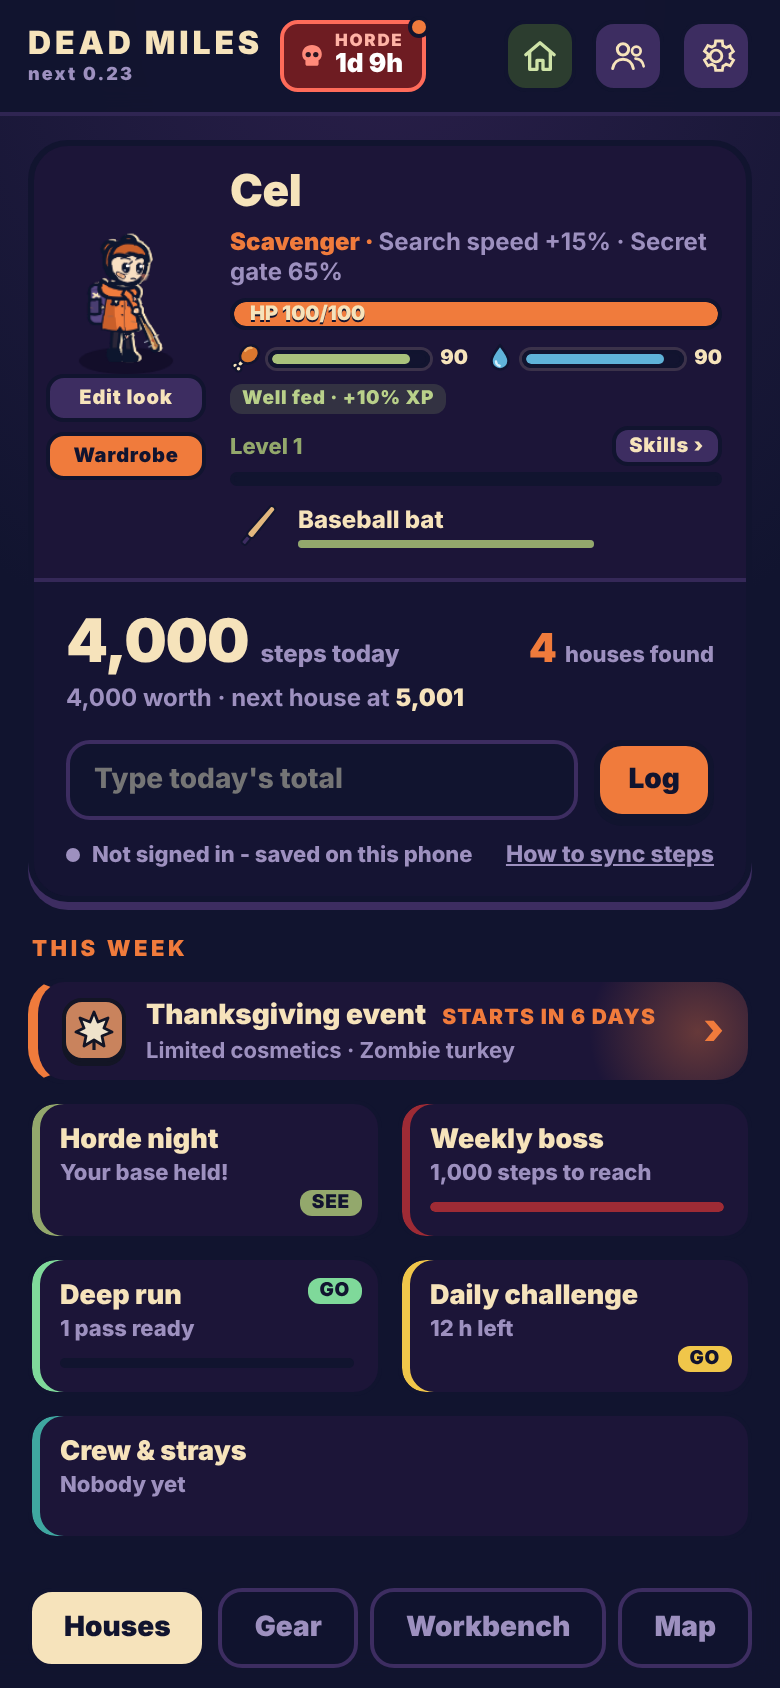 DEAD MILES
next 0.23
HORDE
1d 9h
Cel
Scavenger · Search speed +15% · Secret
gate 65%
HP 100/100
90
90
Well fed · +10% XP
Edit look
Wardrobe
Level 1
Skills ›
Baseball bat
4,000 steps today
4 houses found
4,000 worth · next house at 5,001
Type today's total
Log
Not signed in - saved on this phone
How to sync steps
THIS WEEK
Thanksgiving event STARTS IN 6 DAYS
Limited cosmetics · Zombie turkey
›
Horde night
Your base held!
SEE
Weekly boss
1,000 steps to reach
Deep run
GO
1 pass ready
Daily challenge
12 h left
GO
Crew & strays
Nobody yet
Houses
Gear
Workbench
Map